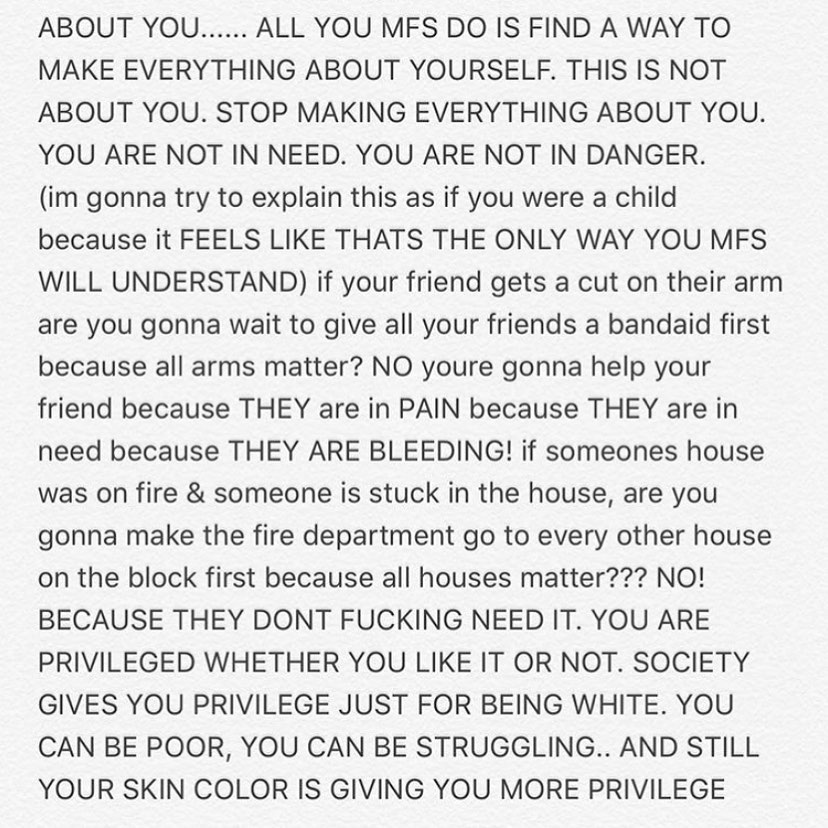 ABOUT YOU...... ALL YOU MFS DO IS FIND A WAY TO
MAKE EVERYTHING ABOUT YOURSELF. THIS IS NOT
ABOUT YOU. STOP MAKING EVERYTHING ABOUT YOU.
YOU ARE NOT IN NEED. YOU ARE NOT IN DANGER.
(im gonna try to explain this as if you were a child
because it FEELS LIKE THATS THE ONLY WAY YOU MFS
WILL UNDERSTAND) if your friend gets a cut on their arm
are you gonna wait to give all your friends a bandaid first
because all arms matter? NO youre gonna help your
friend because THEY are in PAIN because THEY are in
need because THEY ARE BLEEDING! if someones house
was on fire & someone is stuck in the house, are you
gonna make the fire department go to every other house
on the block first because all houses matter??? NO!
BECAUSE THEY DONT FUCKING NEED IT. YOU ARE
PRIVILEGED WHETHER YOU LIKE IT OR NOT. SOCIETY
GIVES YOU PRIVILEGE JUST FOR BEING WHITE. YOU
CAN BE POOR, YOU CAN BE STRUGGLING.. AND STILL
YOUR SKIN COLOR IS GIVING YOU MORE PRIVILEGE